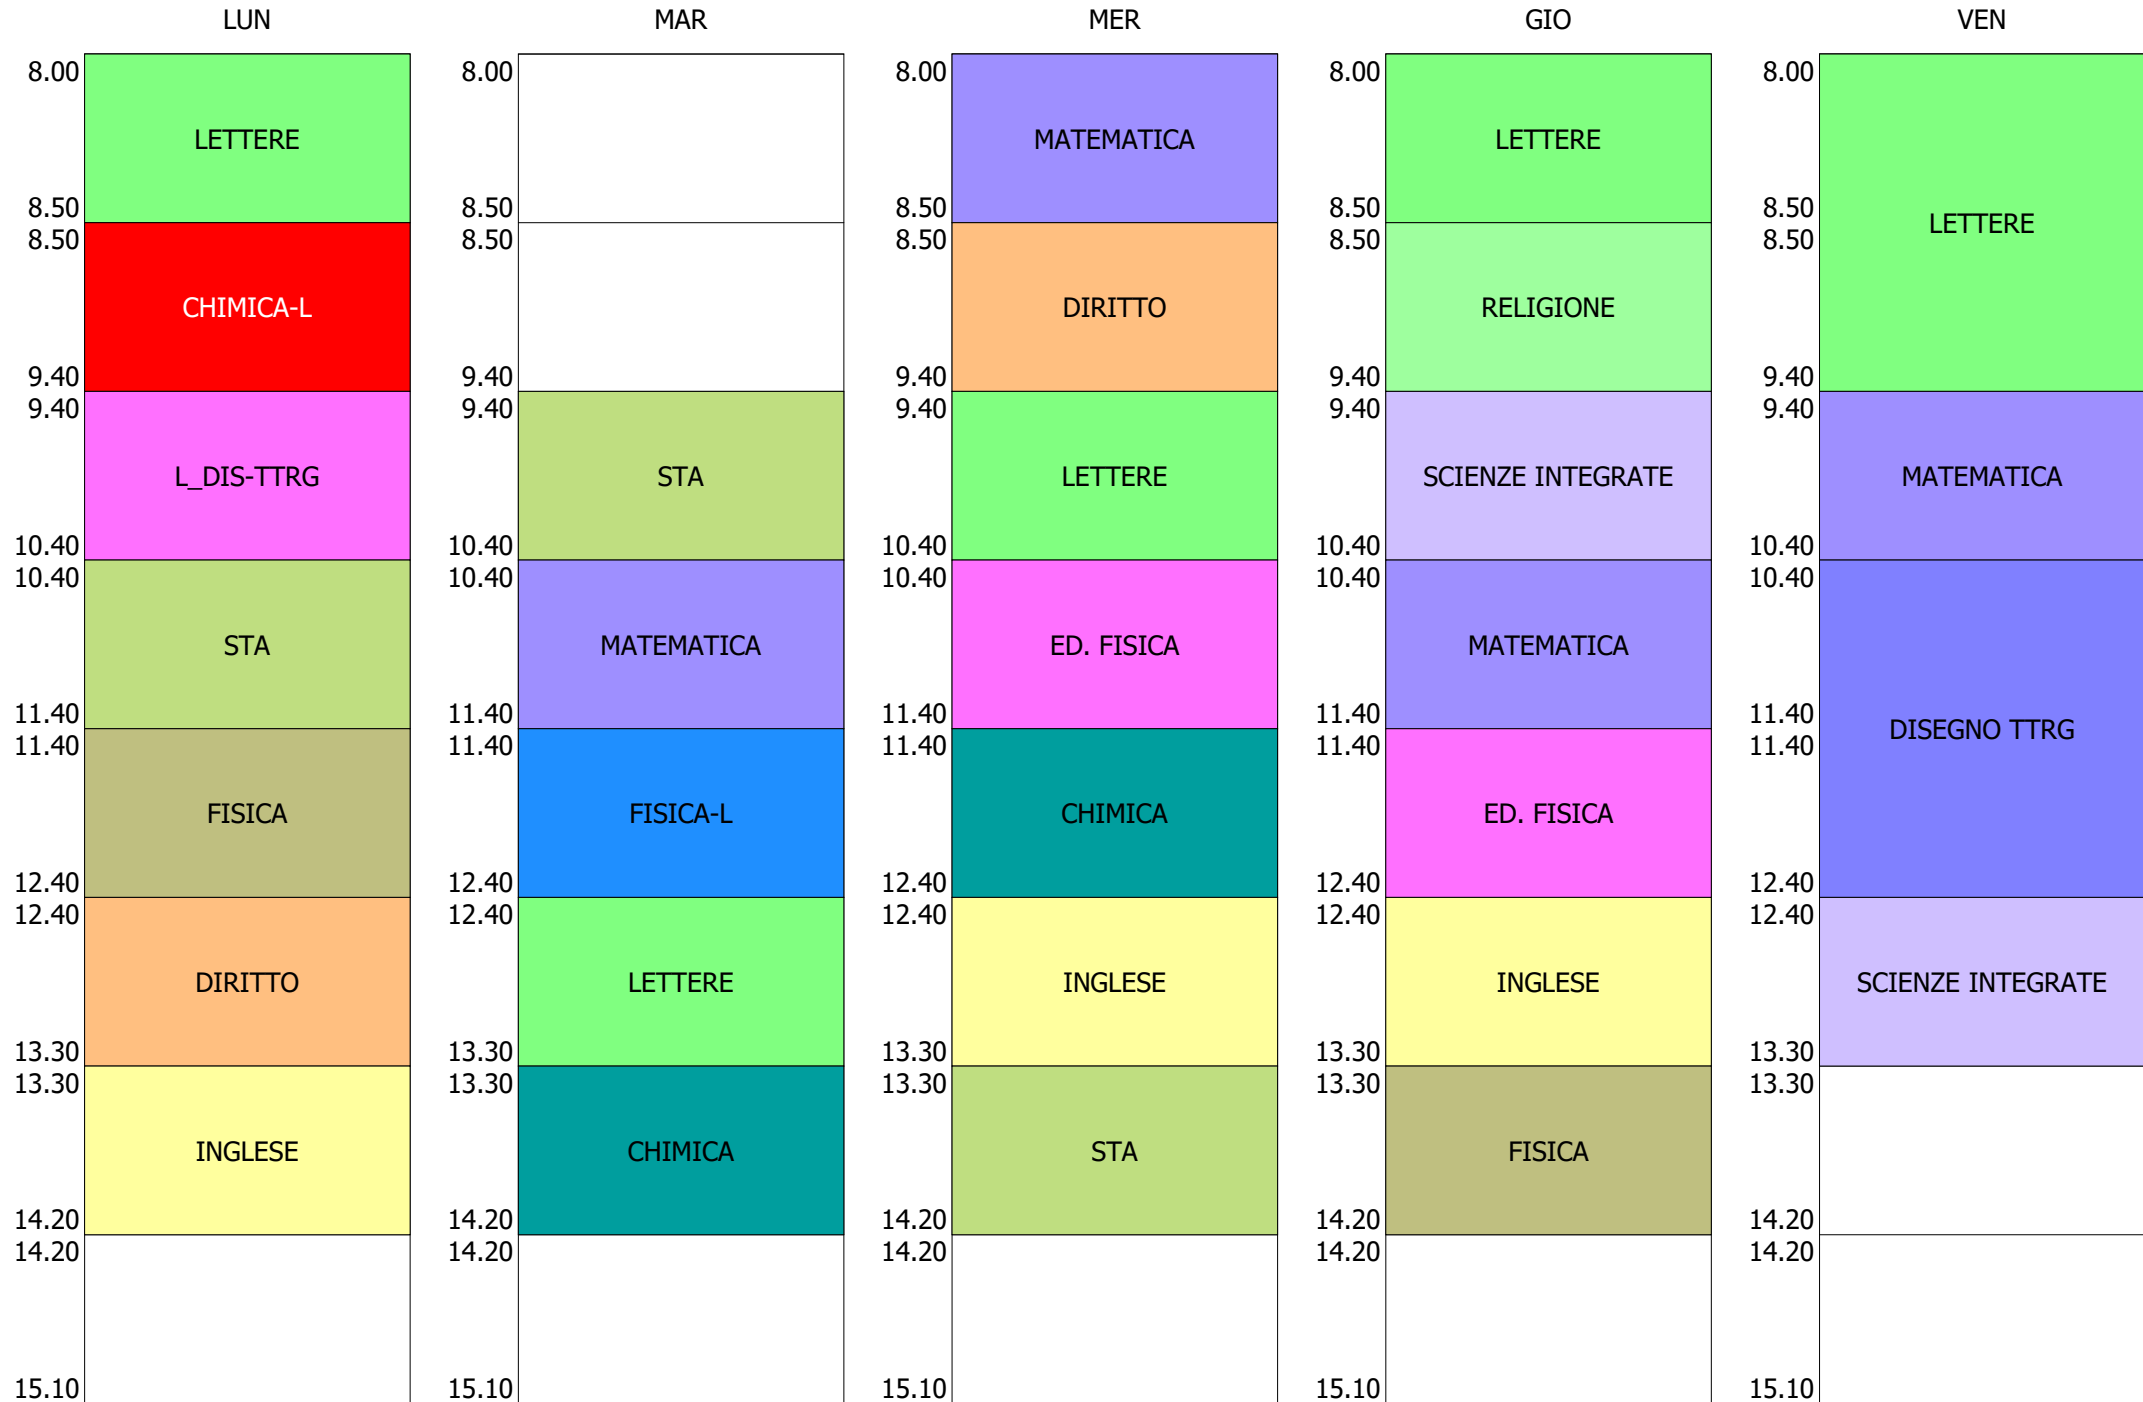 LUN
MAR
MER
GIO
VEN
8.00
LETTERE
8.50
8.50
CHIMICA-L
9.40
9.40
L_DIS-TTRG
10.40
10.40
STA
11.40
11.40
FISICA
12.40
12.40
DIRITTO
13.30
13.30
INGLESE
14.20
14.20
15.10
8.00
8.50
8.50
9.40
9.40
STA
10.40
10.40
MATEMATICA
11.40
11.40
FISICA-L
12.40
12.40
LETTERE
13.30
13.30
CHIMICA
14.20
14.20
15.10
8.00
MATEMATICA
8.50
8.50
DIRITTO
9.40
9.40
LETTERE
10.40
10.40
ED. FISICA
11.40
11.40
CHIMICA
12.40
12.40
INGLESE
13.30
13.30
STA
14.20
14.20
15.10
8.00
LETTERE
8.50
8.50
RELIGIONE
9.40
9.40
SCIENZE INTEGRATE
10.40
10.40
MATEMATICA
11.40
11.40
ED. FISICA
12.40
12.40
INGLESE
13.30
13.30
FISICA
14.20
14.20
15.10
8.00
8.50
LETTERE
8.50
9.40
9.40
MATEMATICA
10.40
10.40
11.40
DISEGNO TTRG
11.40
12.40
12.40
SCIENZE INTEGRATE
13.30
13.30
14.20
14.20
15.10